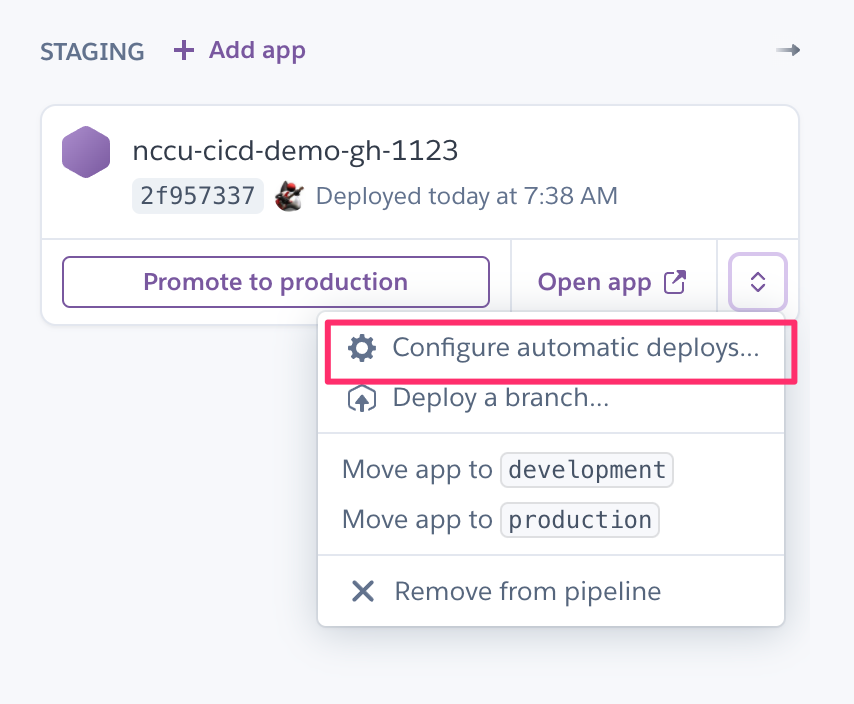 STAGING + Add app
nccu-cicd-demo-gh-1123
2f957337 Deployed today at 7:38 AM
Promote to production Open app
Configure automatic deploys...
Deploy a branch...
Move app to development
Move app to production
Remove from pipeline